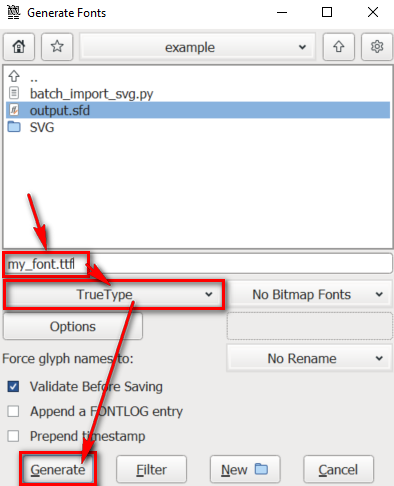 Generate Fonts
example
..
batch_import_svg.py
output.sfd
SVG
my_font.ttf
TrueType No Bitmap Fonts
Options
Force glyph names to: No Rename
Validate Before Saving
Append a FONTLOG entry
Prepend timestamp
Generate Filter New Cancel